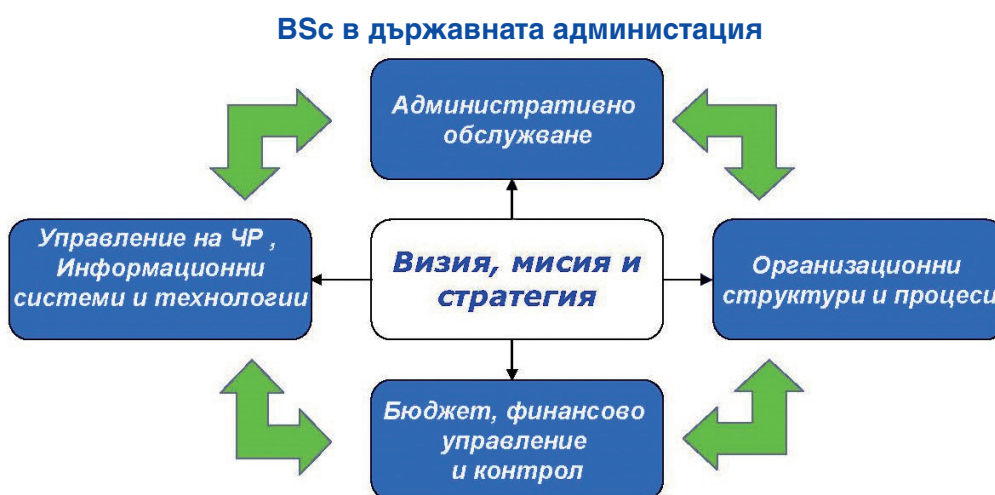 BSc в държавната администация
Административно
обслужване
Управление на ЧР ,
Информационни
системи и технологии
Визия, мисия и
стратегия
Организационни
структури и процеси
Бюджет, финансово
управление
и контрол